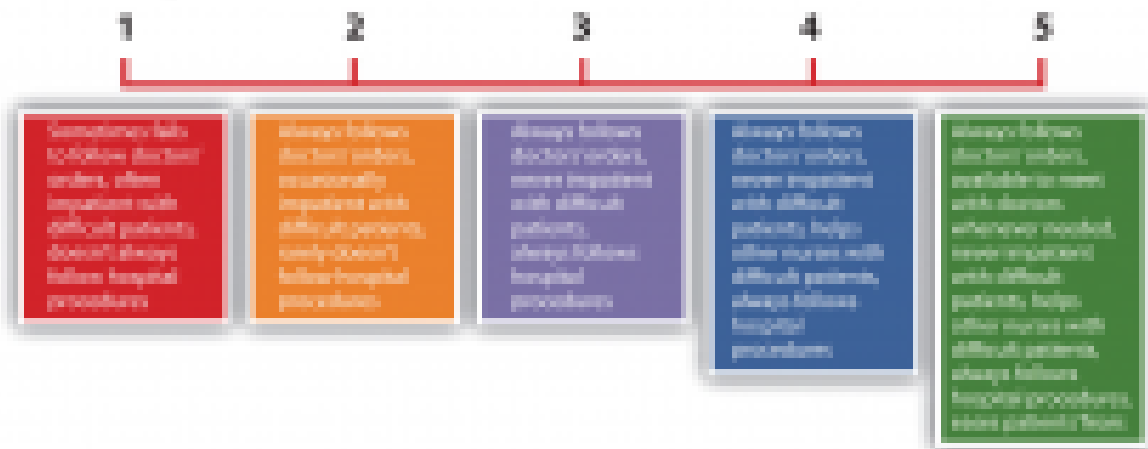 1
2
3
4
5
Sometimes fails
to follow doctors'
orders, often
impatient with
difficult patients,
doesn't always
follow hospital
procedures
Always follows
doctors' orders,
occasionally
impatient with
difficult patients,
rarely doesn't
follow hospital
procedures
Always follows
doctors' orders,
never impatient
with difficult
patients,
always follows
hospital
procedures
Always follows
doctors' orders,
never impatient
with difficult
patients, helps
other nurses with
difficult patients,
always follows
hospital
procedures
Always follows
doctors' orders,
available to meet
with doctors
whenever needed,
never impatient
with difficult
patients, helps
other nurses with
difficult patients,
always follows
hospital procedures,
patients from